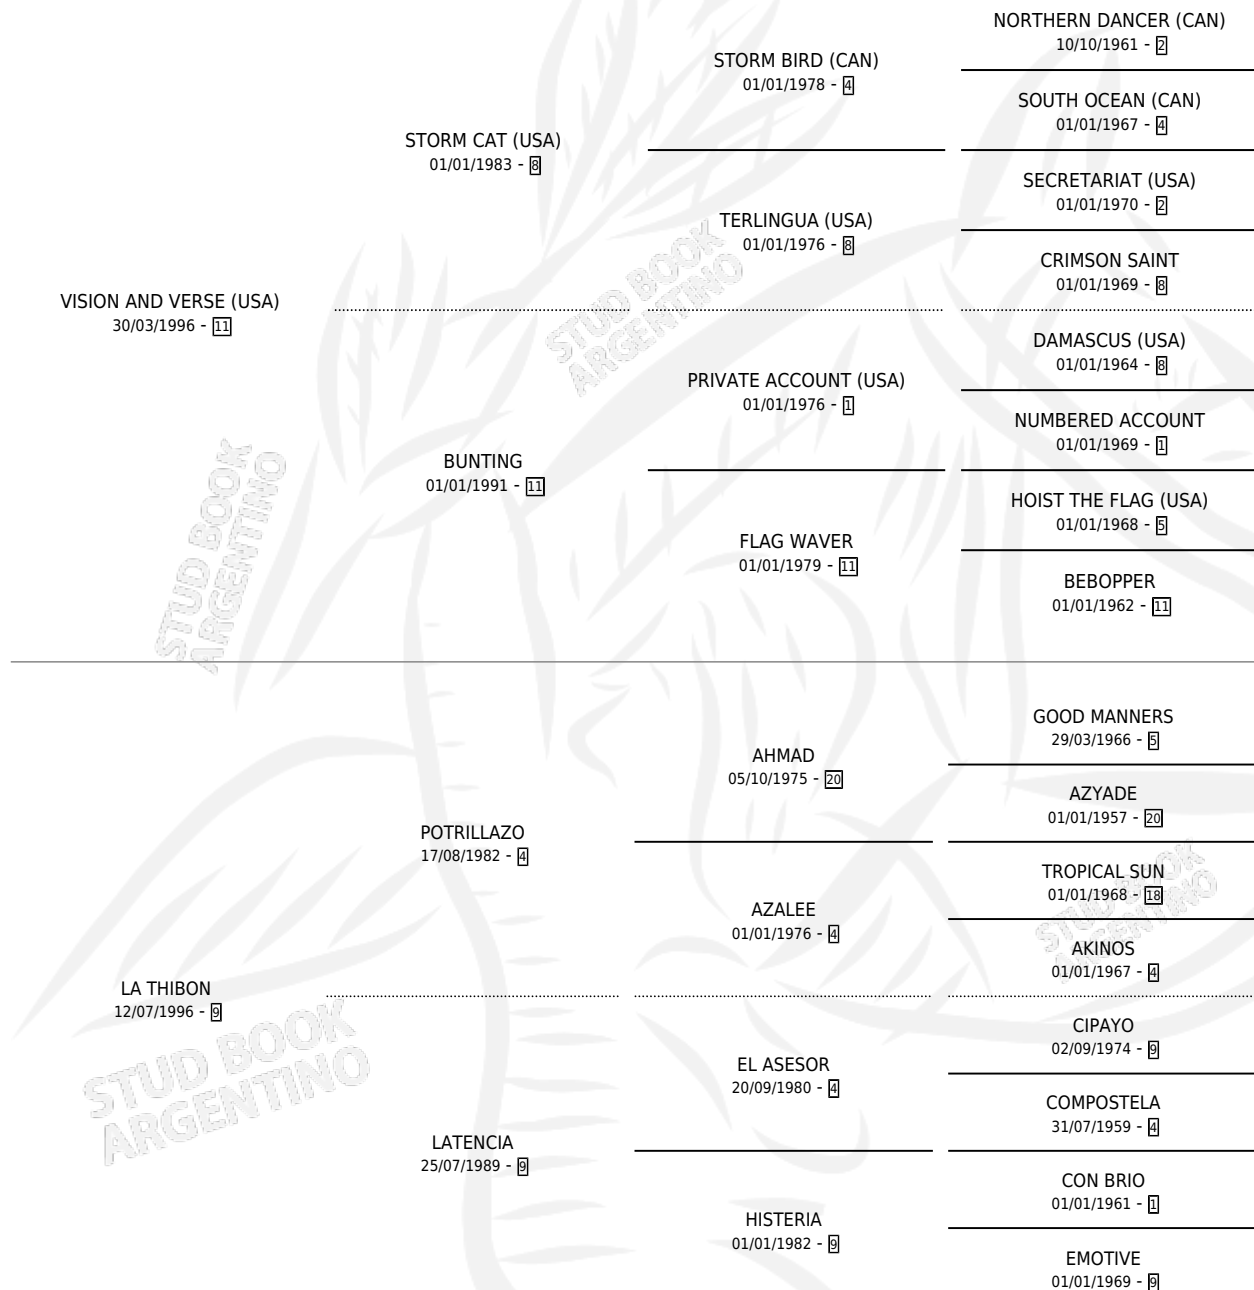 NORTHERN DANCER (CAN)
10/10/1961 - 2
STORM BIRD (CAN)
01/01/1978 - 4
SOUTH OCEAN (CAN)
01/01/1967 - 4
STORM CAT (USA)
01/01/1983 - 8
SECRETARIAT (USA)
01/01/1970 - 2
TERLINGUA (USA)
01/01/1976 - 8
CRIMSON SAINT
01/01/1969 - 8
VISION AND VERSE (USA)
30/03/1996 - 11
DAMASCUS (USA)
01/01/1964 - 8
PRIVATE ACCOUNT (USA)
01/01/1976 - 1
NUMBERED ACCOUNT
01/01/1969 - 1
BUNTING
01/01/1991 - 11
HOIST THE FLAG (USA)
01/01/1968 - 5
FLAG WAVER
01/01/1979 - 11
BEBOPPER
01/01/1962 - 11
GOOD MANNERS
29/03/1966 - 5
AHMAD
05/10/1975 - 20
AZYADE
01/01/1957 - 20
POTRILLAZO
17/08/1982 - 4
TROPICAL SUN
01/01/1968 - 18
AZALEE
01/01/1976 - 4
AKINOS
01/01/1967 - 4
LA THIBON
12/07/1996 - 9
CIPAYO
02/09/1974 - 9
EL ASESOR
20/09/1980 - 4
COMPOSTELA
31/07/1959 - 4
LATENCIA
25/07/1989 - 9
CON BRIO
01/01/1961 - 1
HISTERIA
01/01/1982 - 9
EMOTIVE
01/01/1969 - 9
STUD BOOK
ARGENTINO
STUD BOOK
ARGENTINO
STUD BOOK
ARGENTINO
STUD BOOK
ARGENTINO